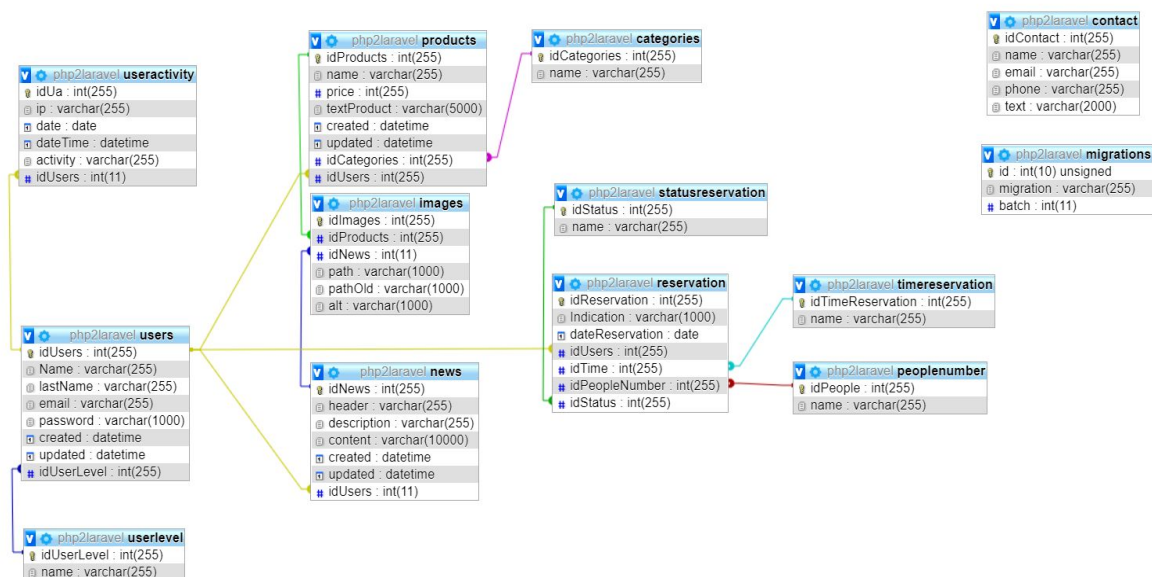 php2laravel useractivity
idUa : int(255)
ip : varchar(255)
date : date
dateTime : datetime
activity : varchar(255)
idUsers : int(11)
php2laravel users
idUsers : int(255)
Name : varchar(255)
lastName : varchar(255)
email : varchar(255)
password : varchar(1000)
created : datetime
updated : datetime
idUserLevel : int(255)
php2laravel userlevel
idUserLevel : int(255)
name : varchar(255)
php2laravel products
idProducts : int(255)
name : varchar(255)
price : int(255)
textProduct : varchar(5000)
created : datetime
updated : datetime
idCategories : int(255)
idUsers : int(255)
php2laravel images
idImages : int(255)
idProducts : int(255)
idNews : int(11)
path : varchar(1000)
pathOld : varchar(1000)
alt : varchar(1000)
php2laravel news
idNews : int(255)
header : varchar(255)
description : varchar(255)
content : varchar(10000)
created : datetime
updated : datetime
idUsers : int(11)
php2laravel categories
idCategories : int(255)
name : varchar(255)
php2laravel statusreservation
idStatus : int(255)
name : varchar(255)
php2laravel reservation
idReservation : int(255)
Indication : varchar(1000)
dateReservation : date
idUsers : int(255)
idTime : int(255)
idPeopleNumber : int(255)
idStatus : int(255)
php2laravel timereservation
idTimeReservation : int(255)
name : varchar(255)
php2laravel peoplenumber
idPeople : int(255)
name : varchar(255)
php2laravel contact
idContact : int(255)
name : varchar(255)
email : varchar(255)
phone : varchar(255)
text : varchar(2000)
php2laravel migrations
id : int(10) unsigned
migration : varchar(255)
batch : int(11)